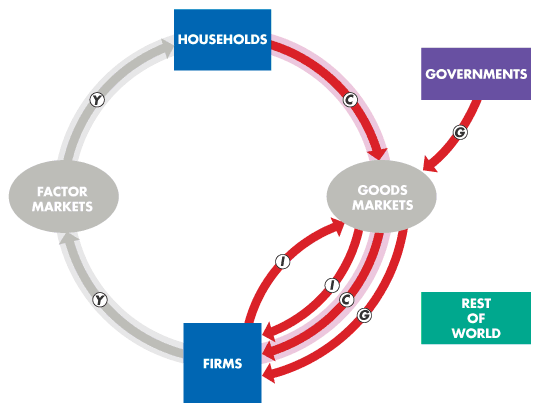 HOUSEHOLDS
GOVERNMENTS
Y
C
G
FACTOR
MARKETS
GOODS
MARKETS
I
I
Y
C
G
REST
OF
WORLD
FIRMS